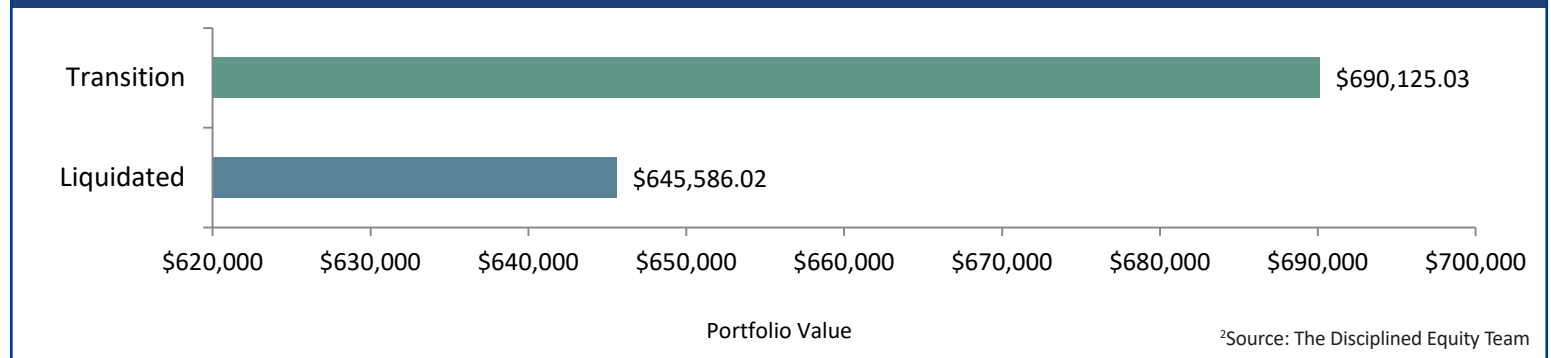 Transition
$690,125.03
Liquidated
$645,586.02
$620,000 $630,000 $640,000 $650,000 $660,000 $670,000 $680,000 $690,000 $700,000
Portfolio Value
²Source: The Disciplined Equity Team